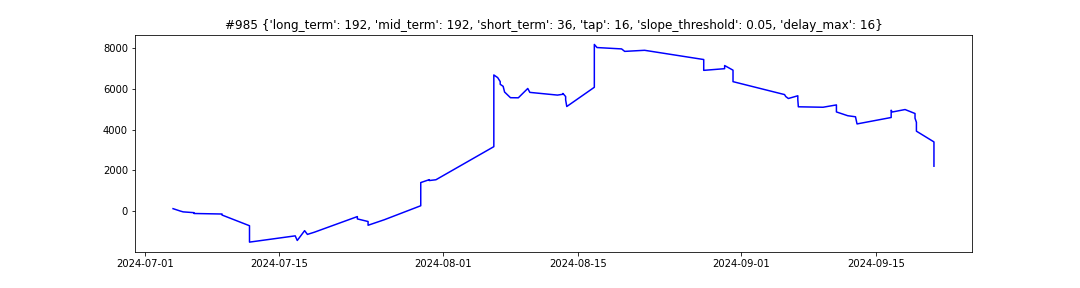 #985 {'long_term': 192, 'mid_term': 192, 'short_term': 36, 'tap': 16, 'slope_threshold': 0.05, 'delay_max': 16}
8000
6000
4000
2000
0
2024-07-01 2024-07-15 2024-08-01 2024-08-15 2024-09-01 2024-09-15